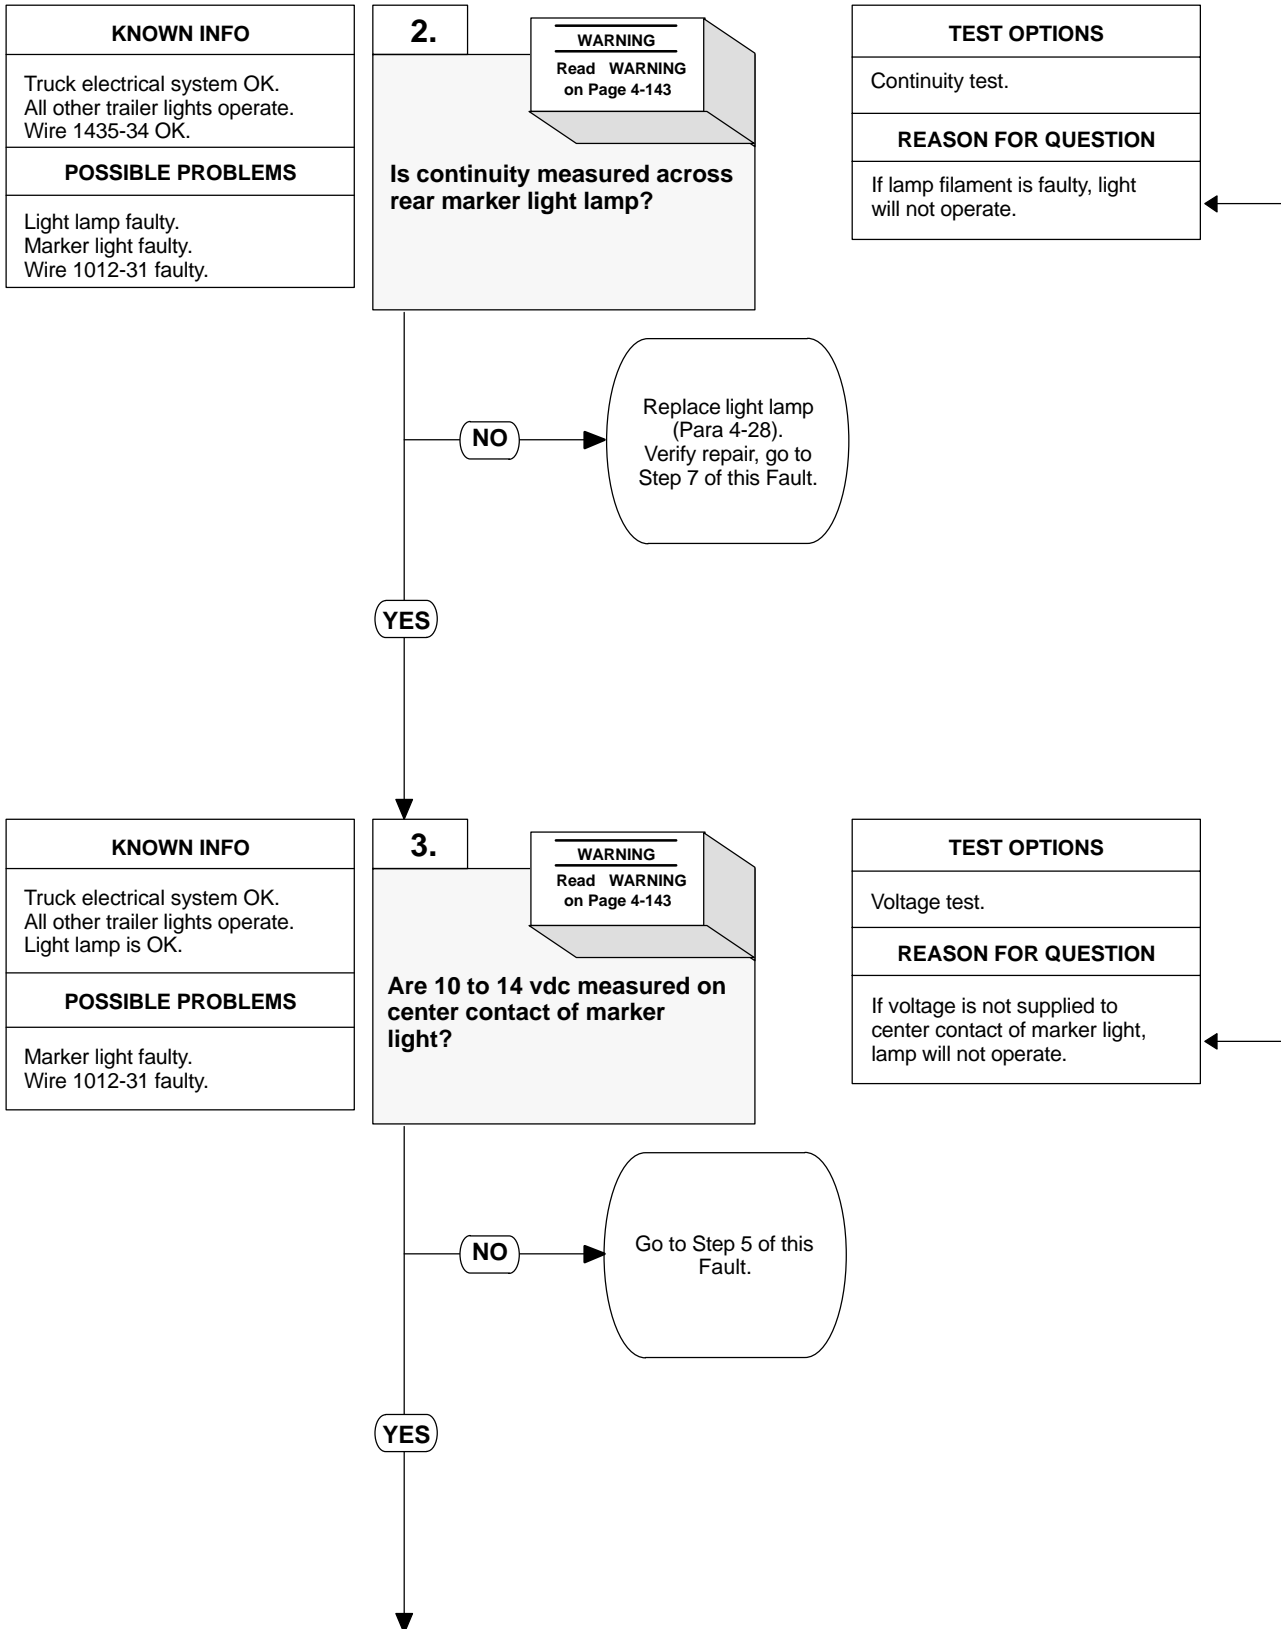 KNOWN INFO
Truck electrical system OK.
All other trailer lights operate.
Wire 1435-34 OK.
POSSIBLE PROBLEMS
Light lamp faulty.
Marker light faulty.
Wire 1012-31 faulty.
2.
WARNING
Read WARNING
on Page 4-143
Is continuity measured across
rear marker light lamp?
TEST OPTIONS
Continuity test.
REASON FOR QUESTION
If lamp filament is faulty, light
will not operate.
NO
Replace light lamp
(Para 4-28).
Verify repair, go to
Step 7 of this Fault.
YES
KNOWN INFO
Truck electrical system OK.
All other trailer lights operate.
Light lamp is OK.
POSSIBLE PROBLEMS
Marker light faulty.
Wire 1012-31 faulty.
3.
WARNING
Read WARNING
on Page 4-143
Are 10 to 14 vdc measured on
center contact of marker
light?
TEST OPTIONS
Voltage test.
REASON FOR QUESTION
If voltage is not supplied to
center contact of marker light,
lamp will not operate.
NO
Go to Step 5 of this
Fault.
YES